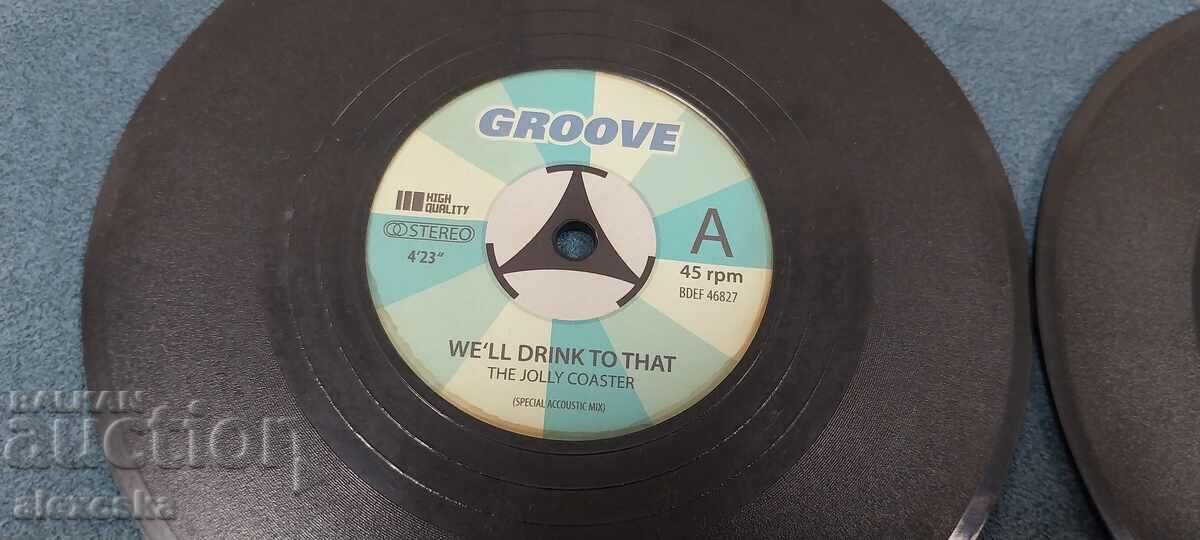 GROOVE
HIGH
QUALITY
STEREO
4'23"
A
45 rpm
BDEF 46827
WE'LL DRINK TO THAT
THE JOLLY COASTER
(SPECIAL ACCOUSTIC MIX)
BALKAN
auction
alexeska